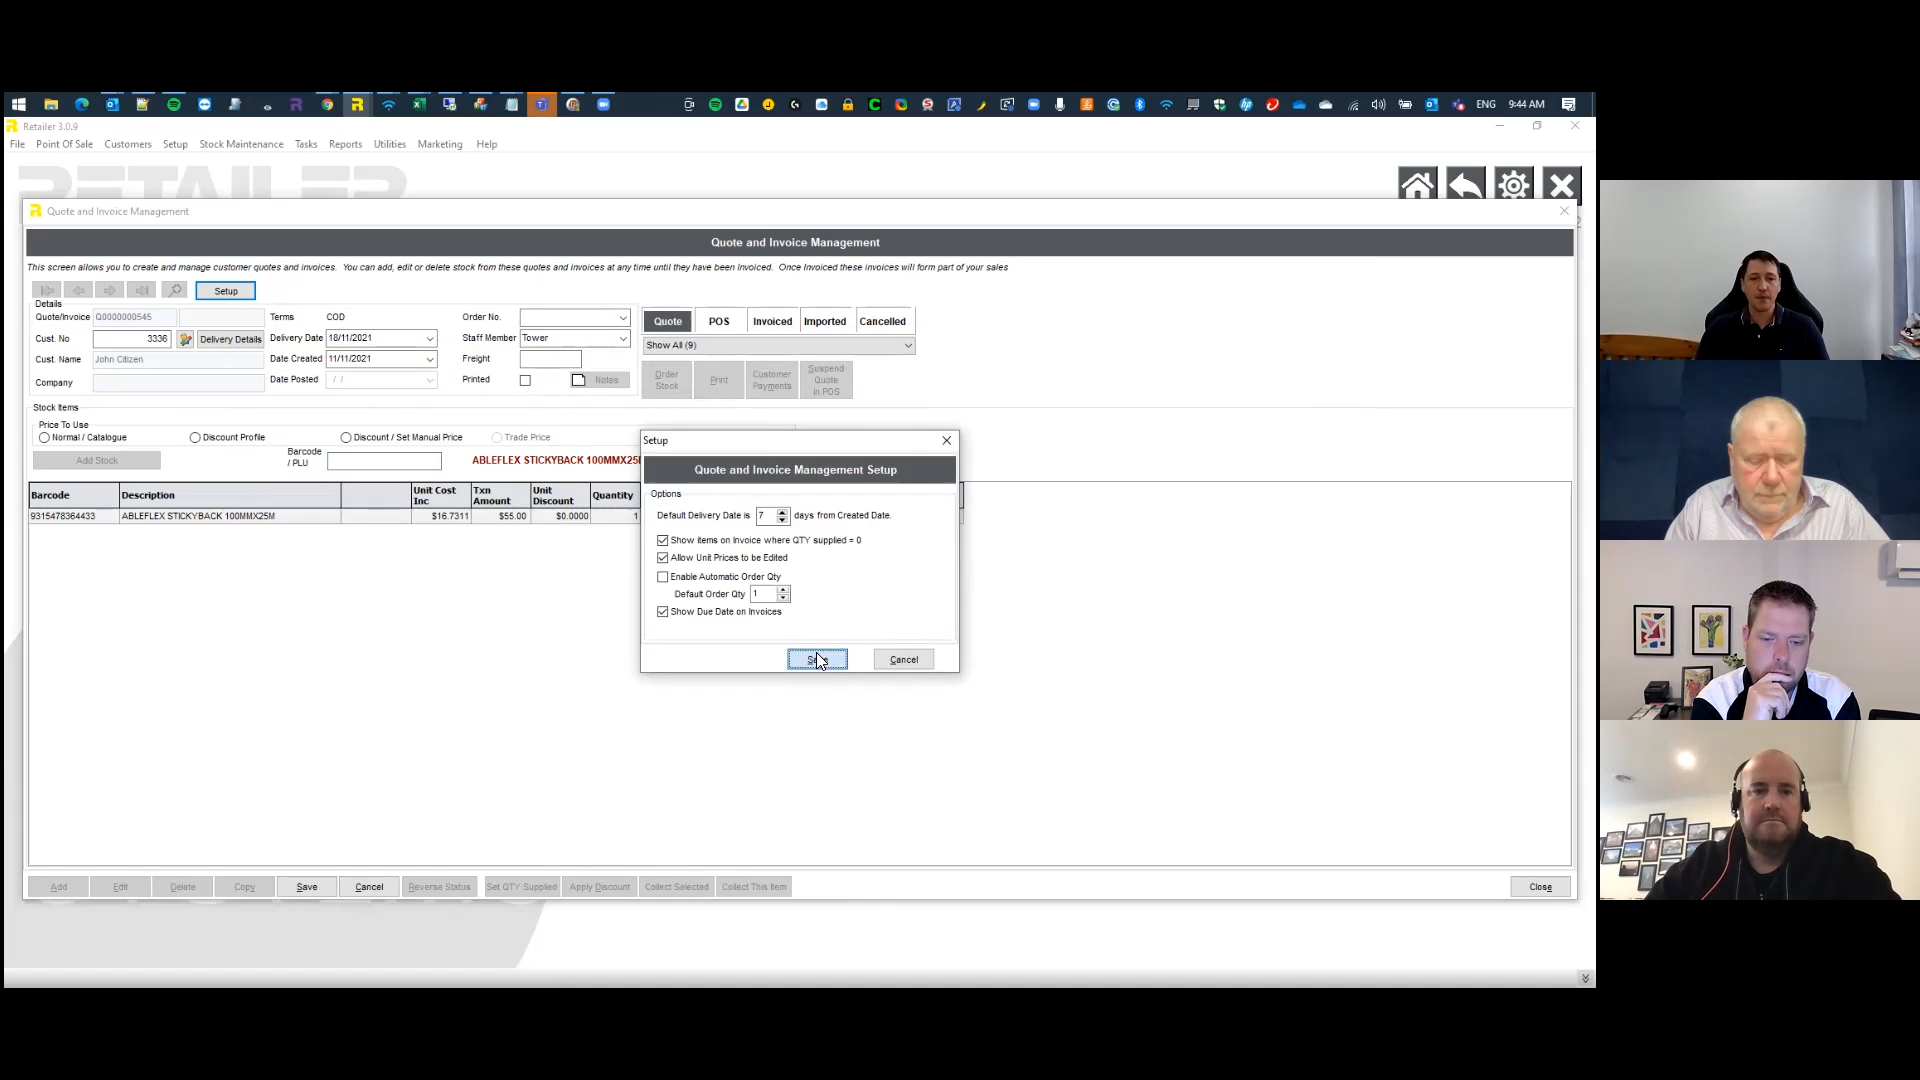 ENG 9:44 AM
Retailer 3.0.9
File Point Of Sale Customers Setup Stock Maintenance Tasks Reports Utilities Marketing Help
RETAILER
Quote and Invoice Management
Quote and Invoice Management
This screen allows you to create and manage customer quotes and invoices. You can add, edit or delete stock from these quotes and invoices at any time until they have been Invoiced. Once Invoiced these invoices will form part of your sales
Setup
Details
Quote/Invoice Q0000000545 Terms COD Order No.
Cust. No 3336 Delivery Details Delivery Date 18/11/2021 Staff Member Tower
Cust. Name John Citizen Date Created 11/11/2021 Freight
Company Date Posted / / Printed Notes
Quote POS Invoiced Imported Cancelled
Show All (9)
Order Stock Print Customer Payments Suspend Quote in POS
Stock Items
Price To Use
Normal / Catalogue Discount Profile Discount / Set Manual Price Trade Price
Add Stock Barcode / PLU ABLEFLEX STICKYBACK 100MMX25
Barcode Description Unit Cost Inc Txn Amount Unit Discount Quantity
9315478364433 ABLEFLEX STICKYBACK 100MMX25M $16.7311 $55.00 $0.0000 1
Setup
Quote and Invoice Management Setup
Options
Default Delivery Date is 7 days from Created Date.
Show items on Invoice where QTY supplied = 0
Allow Unit Prices to be Edited
Enable Automatic Order Qty
Default Order Qty 1
Show Due Date on Invoices
Cancel
Add Edit Delete Copy Save Cancel Reverse Status Set QTY Supplied Apply Discount Collect Selected Collect This Item Close